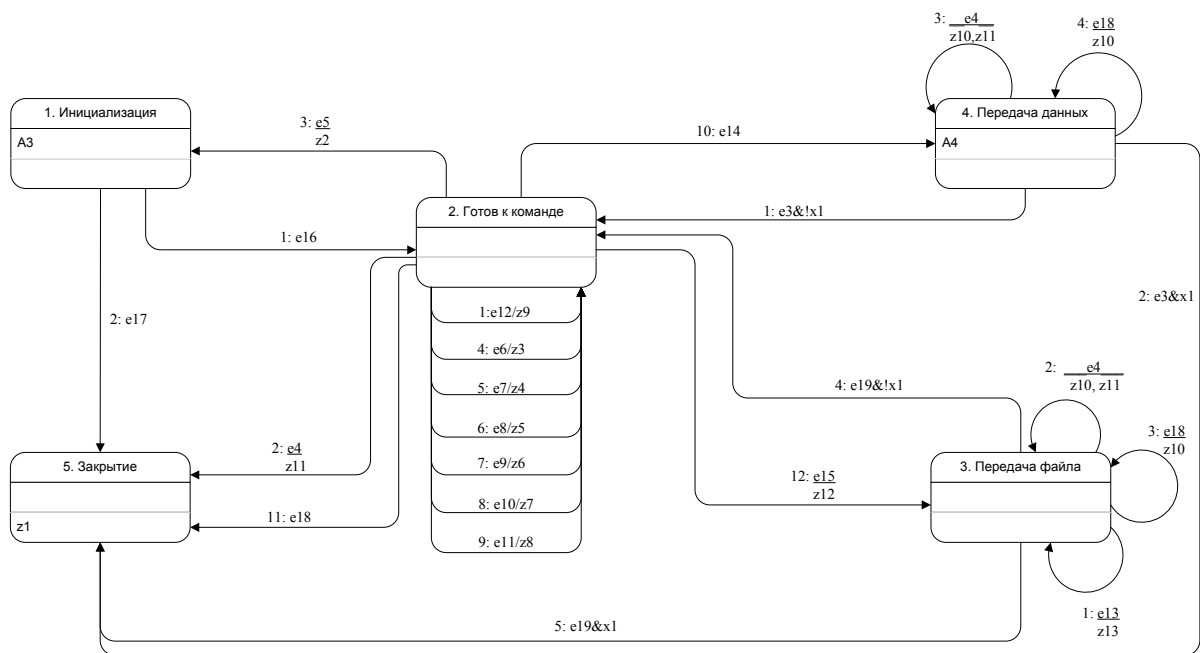 3: __e4__
z10,z11
4: e18
z10
1. Инициализация
A3
3: e5
z2
10: e14
4. Передача данных
A4
2. Готов к команде
1: e3&!x1
1: e16
2: e17
2: e3&x1
1:e12/z9
4: e6/z3
5: e7/z4
6: e8/z5
7: e9/z6
8: e10/z7
9: e11/z8
4: e19&!x1
2: __e4__
z10, z11
3: e18
z10
5. Закрытие
z1
2: e4
z11
11: e18
12: e15
z12
3. Передача файла
5: e19&x1
1: e13
z13